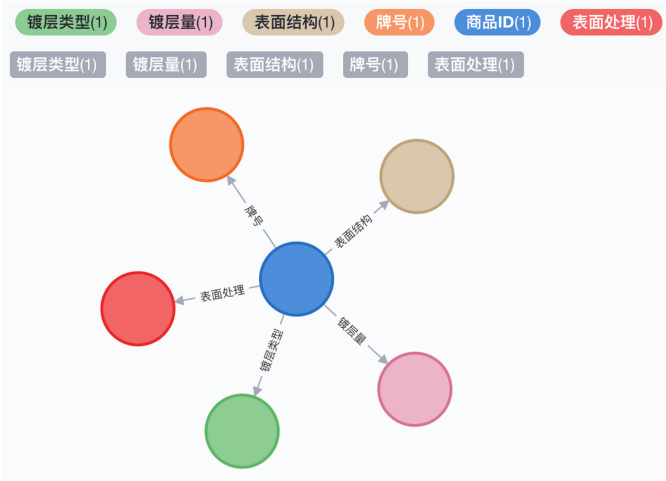 镀层类型(1) 镀层量(1) 表面结构(1) 牌号(1) 商品ID(1) 表面处理(1)
镀层类型(1) 镀层量(1) 表面结构(1) 牌号(1) 表面处理(1)
牌号
表面结构
表面处理
镀层量
镀层类型